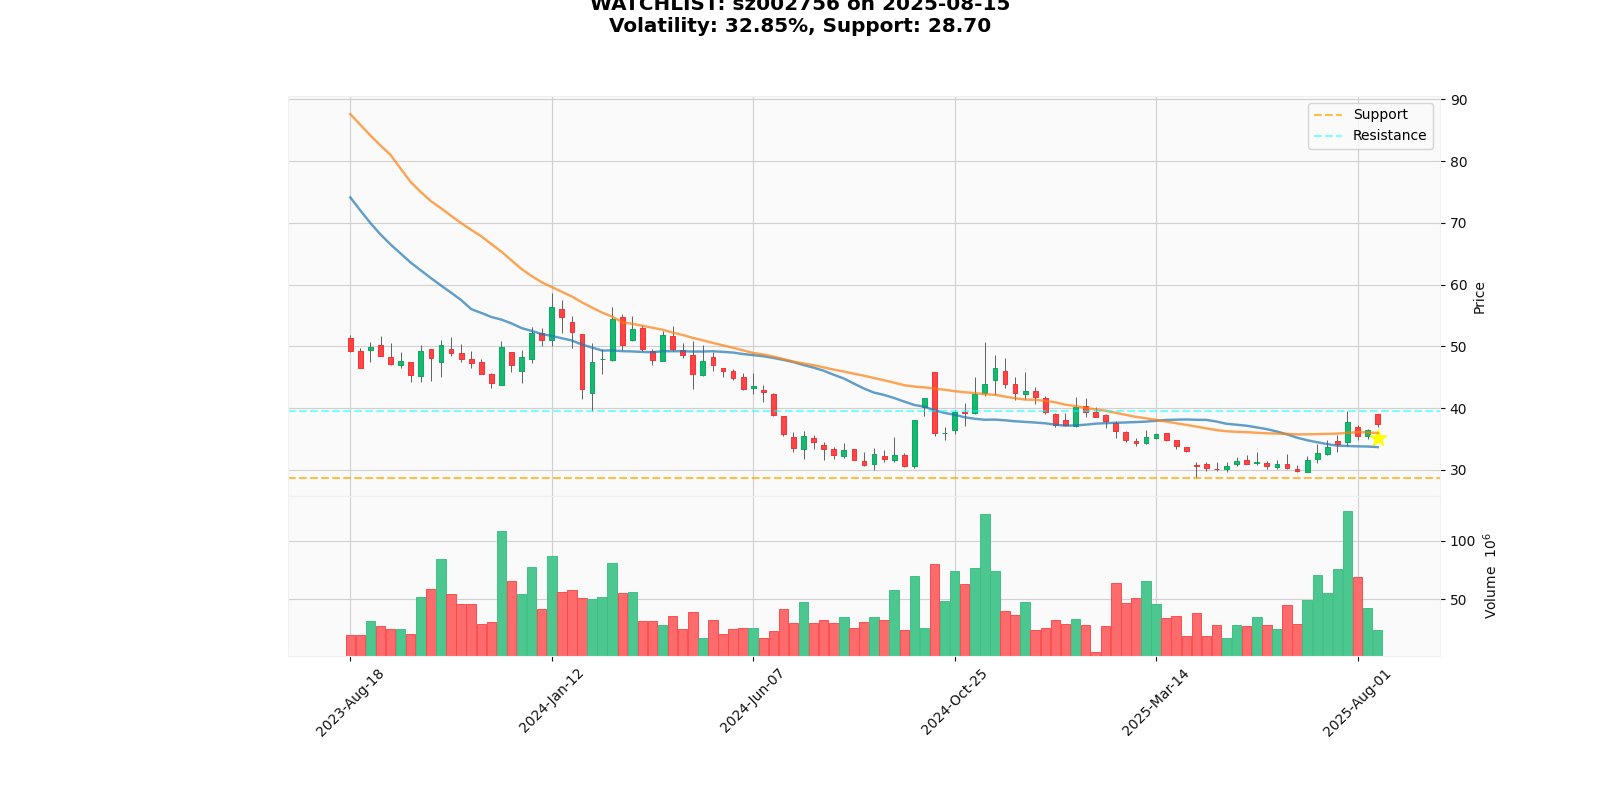 WATCHLIST: sz002756 on 2025-08-15
Volatility: 32.85%, Support: 28.70
Support
Resistance
90
80
70
60
50
40
30
Price
100
50
Volume 10⁶
2023-Aug-18
2024-Jan-12
2024-Jun-07
2024-Oct-25
2025-Mar-14
2025-Aug-01